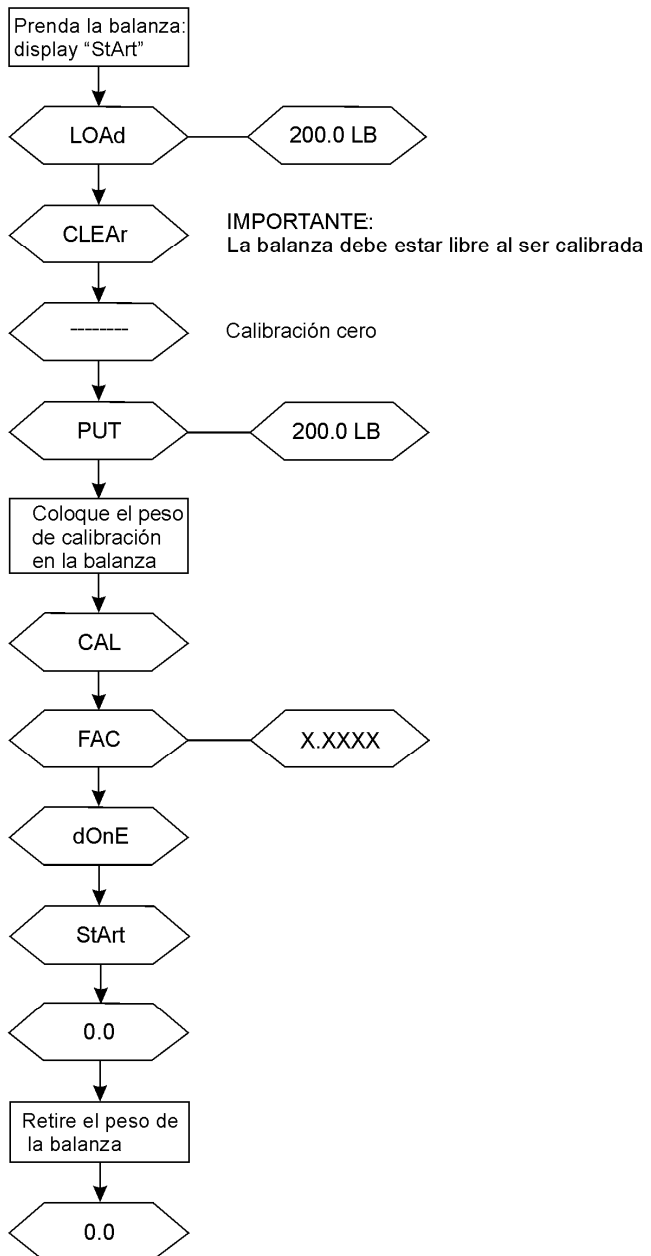 Prenda la balanza:
display “StArt”
LOAd
200.0 LB
CLEAr
IMPORTANTE:
La balanza debe estar libre al ser calibrada
--------
Calibración cero
PUT
200.0 LB
Coloque el peso
de calibración
en la balanza
CAL
FAC
X.XXXX
dOnE
StArt
0.0
Retire el peso de
la balanza
0.0